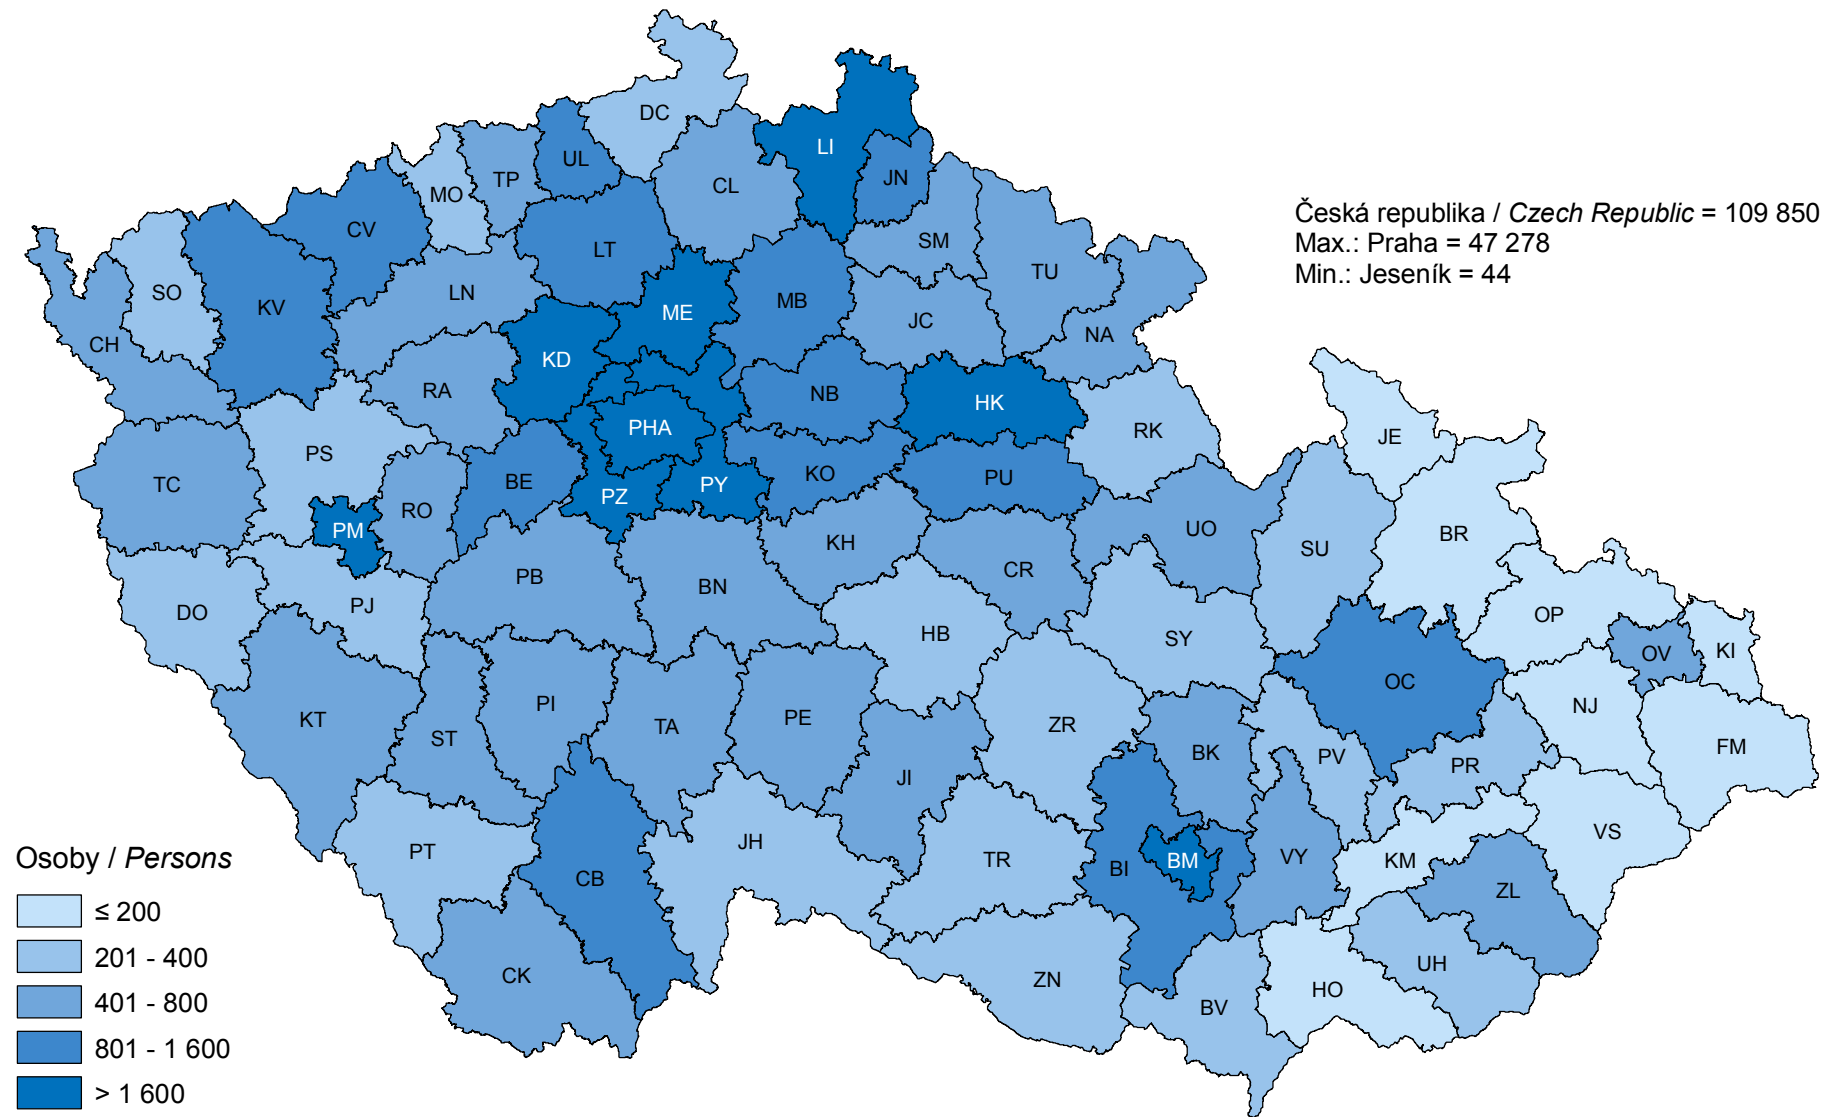 DC
LI
UL
TP
CL
JN
MO
CV
LT
SM
Česká republika / Czech Republic = 109 850
Max.: Praha = 47 278
Min.: Jeseník = 44
TU
SO
KV
LN
MB
ME
JC
NA
CH
KD
RA
NB
HK
PHA
RK
JE
PS
TC
BE
KO
PU
PZ
PY
RO
PM
UO
BR
SU
KH
CR
PB
BN
DO
PJ
HB
SY
OP
OV
KI
OC
KT
PI
ST
TA
PE
ZR
NJ
BK
PV
PR
FM
JI
VS
JH
PT
TR
VY
KM
BM
BI
CB
ZL
UH
CK
ZN
HO
BV
Osoby / Persons
≤ 200
201 - 400
401 - 800
801 - 1 600
> 1 600